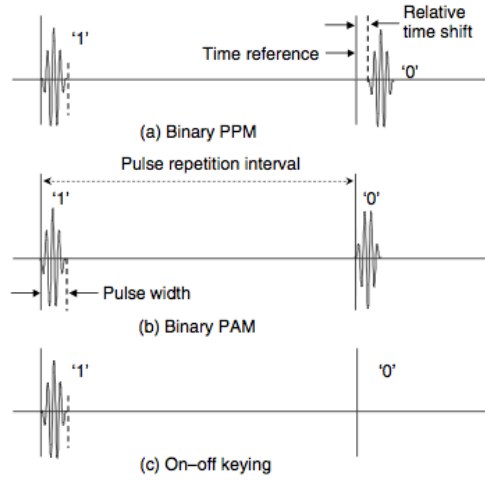 '1'
Relative
time shift
Time reference
'0'
(a) Binary PPM
Pulse repetition interval
'1'
'0'
Pulse width
(b) Binary PAM
'1'
'0'
(c) On–off keying